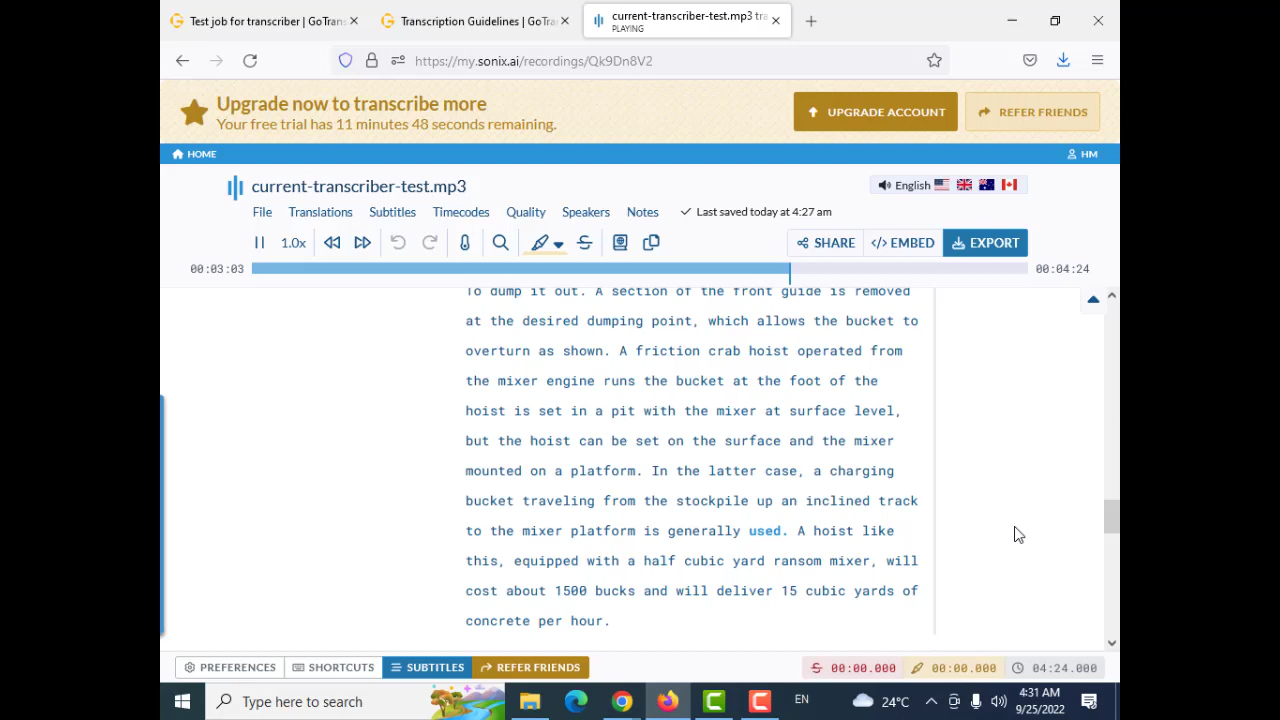 Test job for transcriber | GoTrans
Transcription Guidelines | GoTra
current-transcriber-test.mp3 tra
PLAYING
https://my.sonix.ai/recordings/Qk9Dn8V2
Upgrade now to transcribe more
Your free trial has 11 minutes 48 seconds remaining.
UPGRADE ACCOUNT
REFER FRIENDS
HOME
HM
current-transcriber-test.mp3
English
File Translations Subtitles Timecodes Quality Speakers Notes Last saved today at 4:27 am
1.0x
SHARE </> EMBED EXPORT
00:03:03
00:04:24
To dump it out. A section of the front guide is removed
at the desired dumping point, which allows the bucket to
overturn as shown. A friction crab hoist operated from
the mixer engine runs the bucket at the foot of the
hoist is set in a pit with the mixer at surface level,
but the hoist can be set on the surface and the mixer
mounted on a platform. In the latter case, a charging
bucket traveling from the stockpile up an inclined track
to the mixer platform is generally used. A hoist like
this, equipped with a half cubic yard ransom mixer, will
cost about 1500 bucks and will deliver 15 cubic yards of
concrete per hour.
PREFERENCES SHORTCUTS SUBTITLES REFER FRIENDS
00:00.000 00:00.000 04:24.000
Type here to search
EN
24°C
4:31 AM
9/25/2022